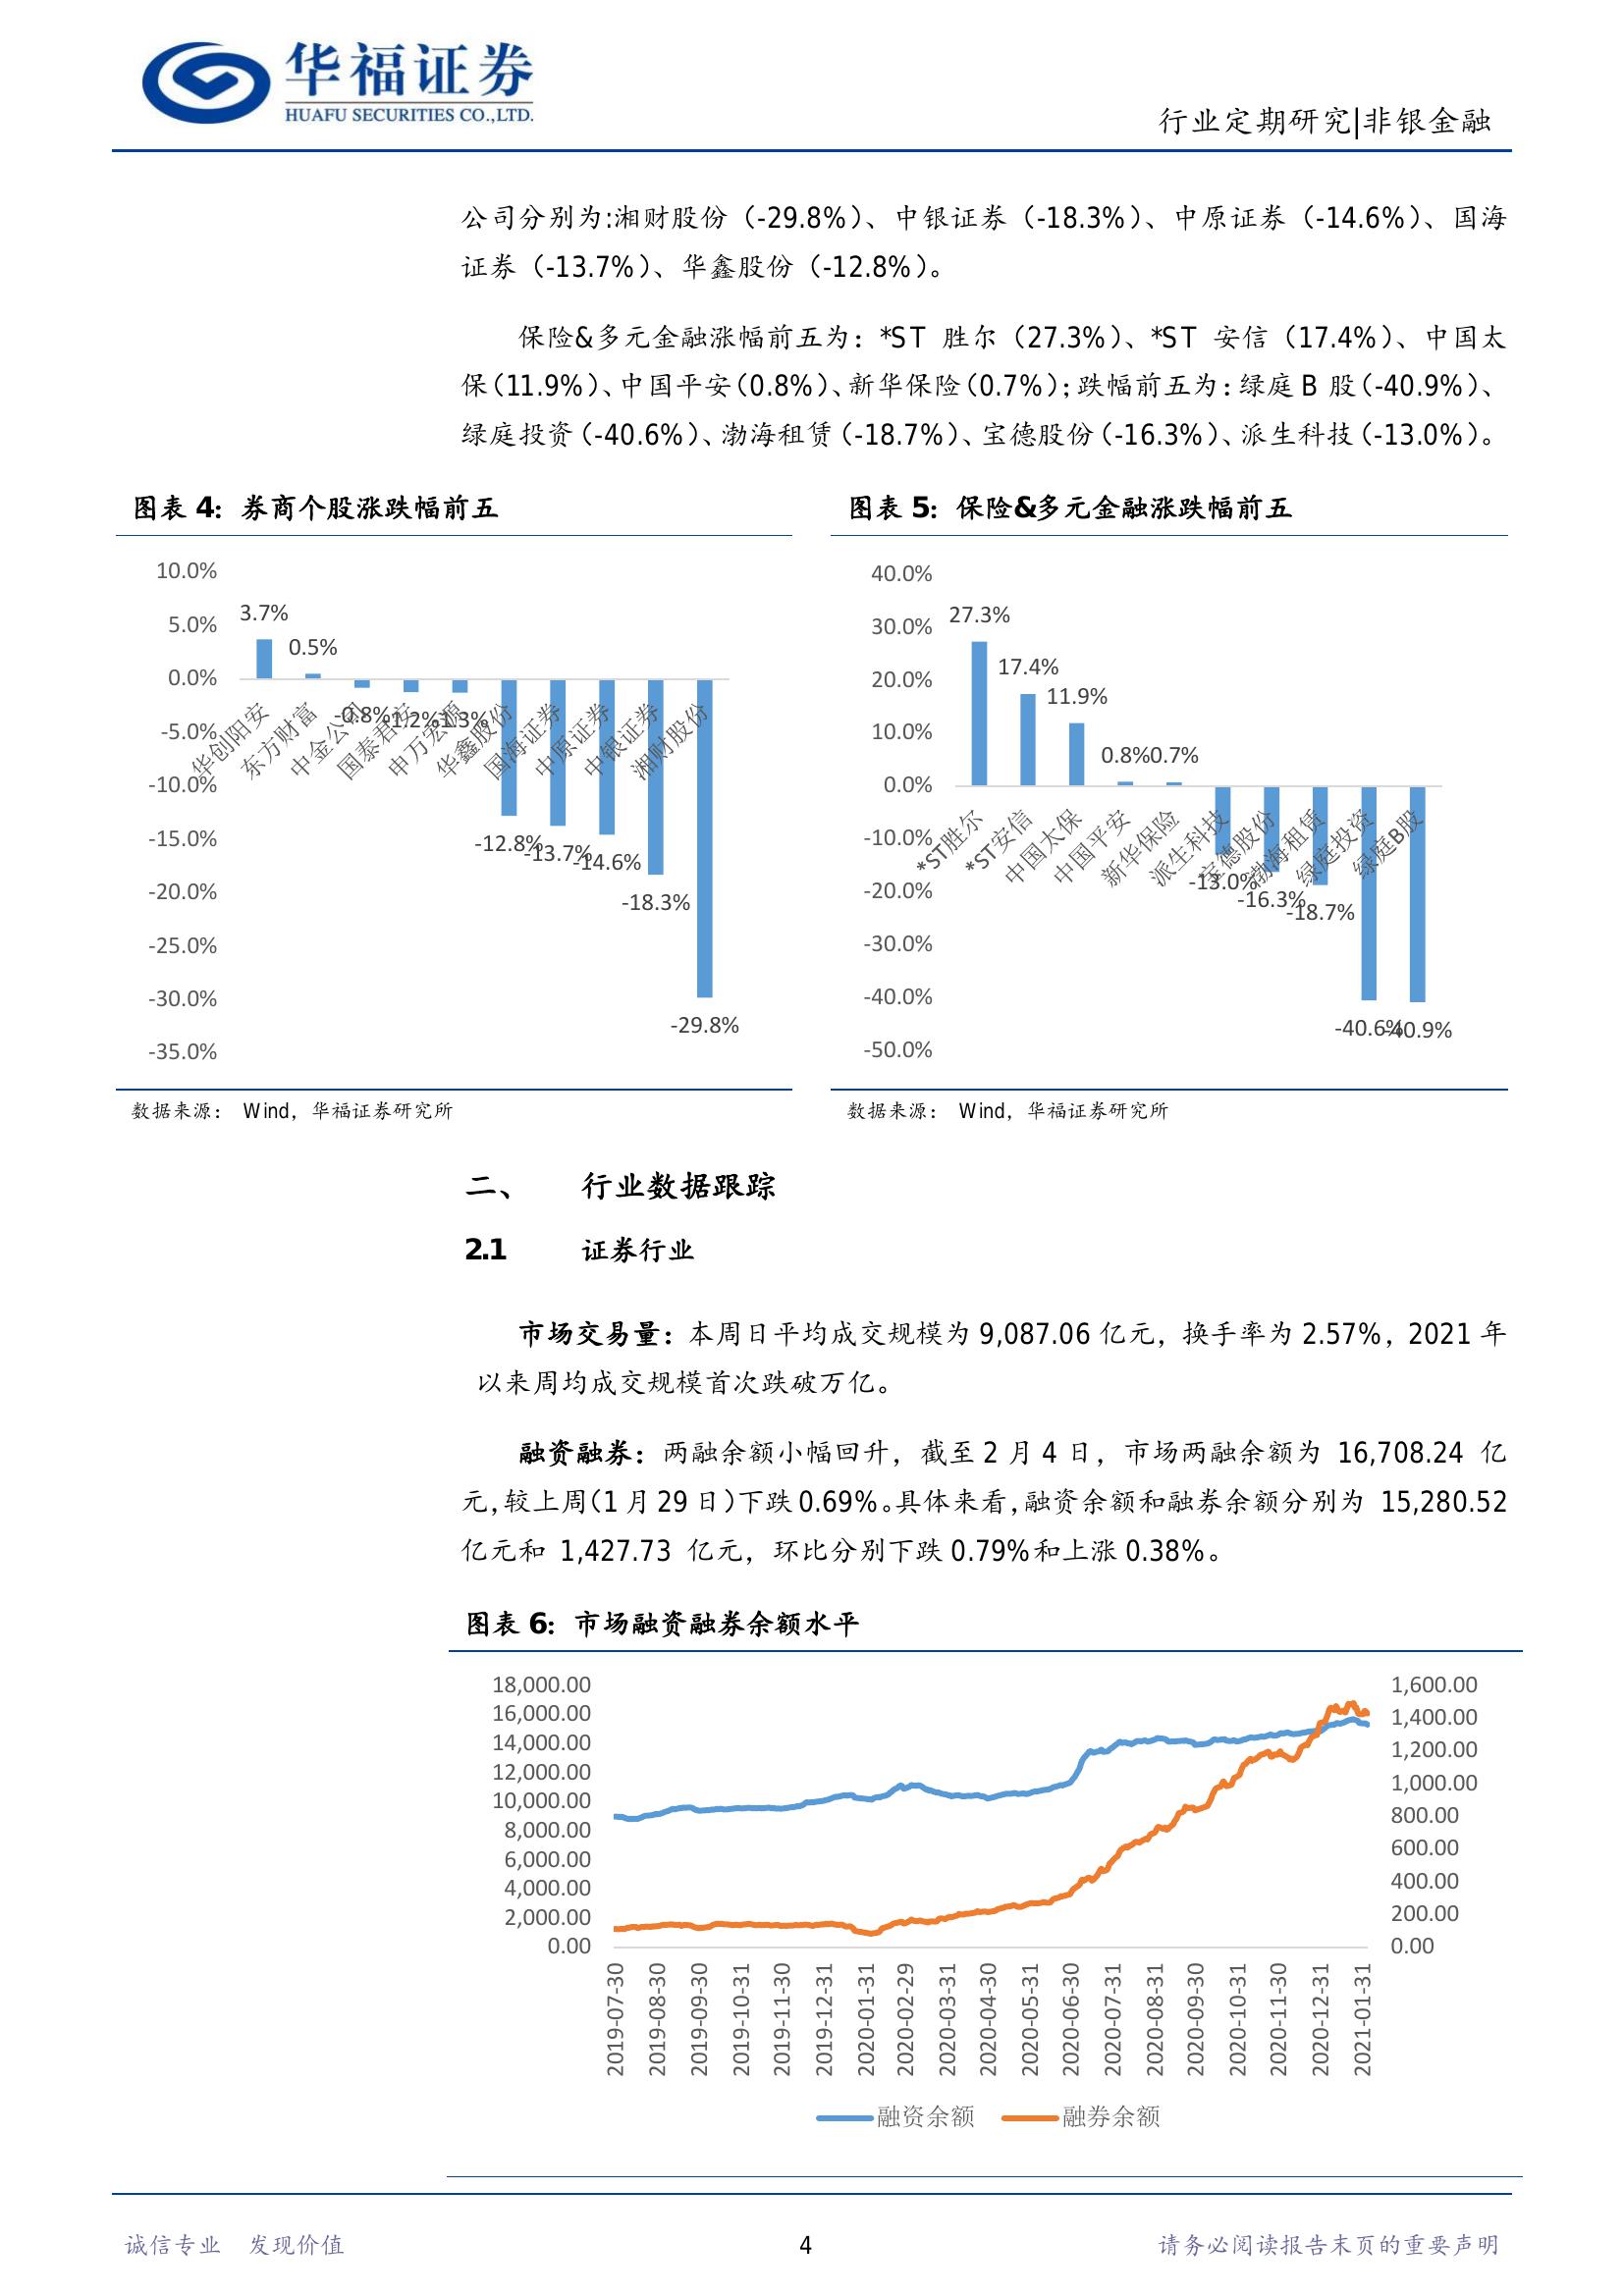 华福证券
HUAFU SECURITIES CO.,LTD.
行业定期研究|非银金融
公司分别为:湘财股份（-29.8%）、中银证券（-18.3%）、中原证券（-14.6%）、国海
证券（-13.7%）、华鑫股份（-12.8%）。
保险&多元金融涨幅前五为：*ST 胜尔（27.3%）、*ST 安信（17.4%）、中国太
保（11.9%）、中国平安（0.8%）、新华保险（0.7%）；跌幅前五为：绿庭 B 股（-40.9%）、
绿庭投资（-40.6%）、渤海租赁（-18.7%）、宝德股份（-16.3%）、派生科技（-13.0%）。
图表 4：券商个股涨跌幅前五
10.0%
5.0%
0.0%
-5.0%
-10.0%
-15.0%
-20.0%
-25.0%
-30.0%
-35.0%
3.7%
0.5%
-0.8%
-1.2%
-1.3%
-12.8%
-13.7%
-14.6%
-18.3%
-29.8%
华创阳安
东方财富
中金公司
国泰君安
申万宏源
华鑫股份
国海证券
中原证券
中银证券
湘财股份
数据来源： Wind，华福证券研究所
图表 5：保险&多元金融涨跌幅前五
40.0%
30.0%
20.0%
10.0%
0.0%
-10.0%
-20.0%
-30.0%
-40.0%
-50.0%
27.3%
17.4%
11.9%
0.8%
0.7%
-13.0%
-16.3%
-18.7%
-40.6%
-40.9%
*ST胜尔
*ST安信
中国太保
中国平安
新华保险
派生科技
宝德股份
渤海租赁
绿庭投资
绿庭B股
数据来源： Wind，华福证券研究所
二、 行业数据跟踪
2.1 证券行业
市场交易量：本周日平均成交规模为 9,087.06 亿元，换手率为 2.57%，2021 年
以来周均成交规模首次跌破万亿。
融资融券：两融余额小幅回升，截至 2 月 4 日，市场两融余额为 16,708.24 亿
元，较上周（1 月 29 日）下跌 0.69%。具体来看，融资余额和融券余额分别为 15,280.52
亿元和 1,427.73 亿元，环比分别下跌 0.79%和上涨 0.38%。
图表 6：市场融资融券余额水平
18,000.00
16,000.00
14,000.00
12,000.00
10,000.00
8,000.00
6,000.00
4,000.00
2,000.00
0.00
1,600.00
1,400.00
1,200.00
1,000.00
800.00
600.00
400.00
200.00
0.00
2019-07-30
2019-08-30
2019-09-30
2019-10-31
2019-11-30
2019-12-31
2020-01-31
2020-02-29
2020-03-31
2020-04-30
2020-05-31
2020-06-30
2020-07-31
2020-08-31
2020-09-30
2020-10-31
2020-11-30
2020-12-31
2021-01-31
融资余额 融券余额
诚信专业 发现价值
4
请务必阅读报告末页的重要声明